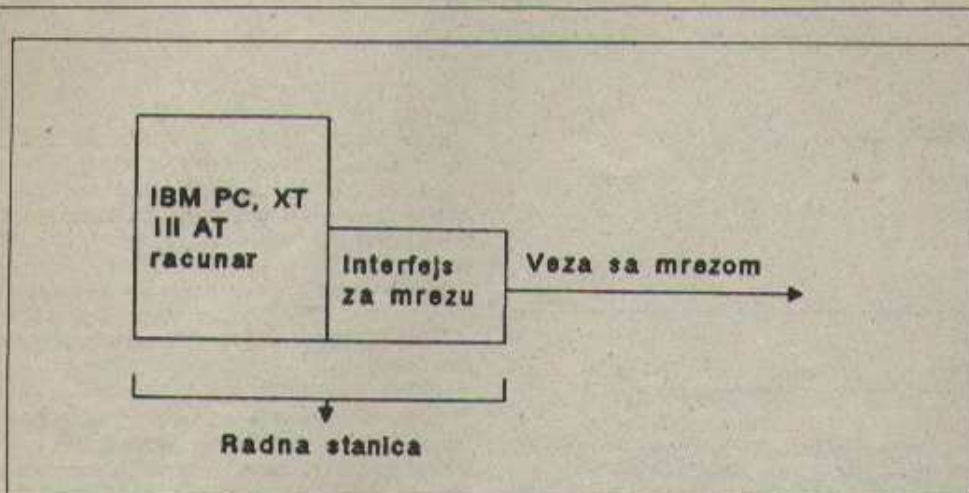 IBM PC, XT
ili AT
racunar
Interfejs
za mrezu
Veza sa mrezom
Radna stanica